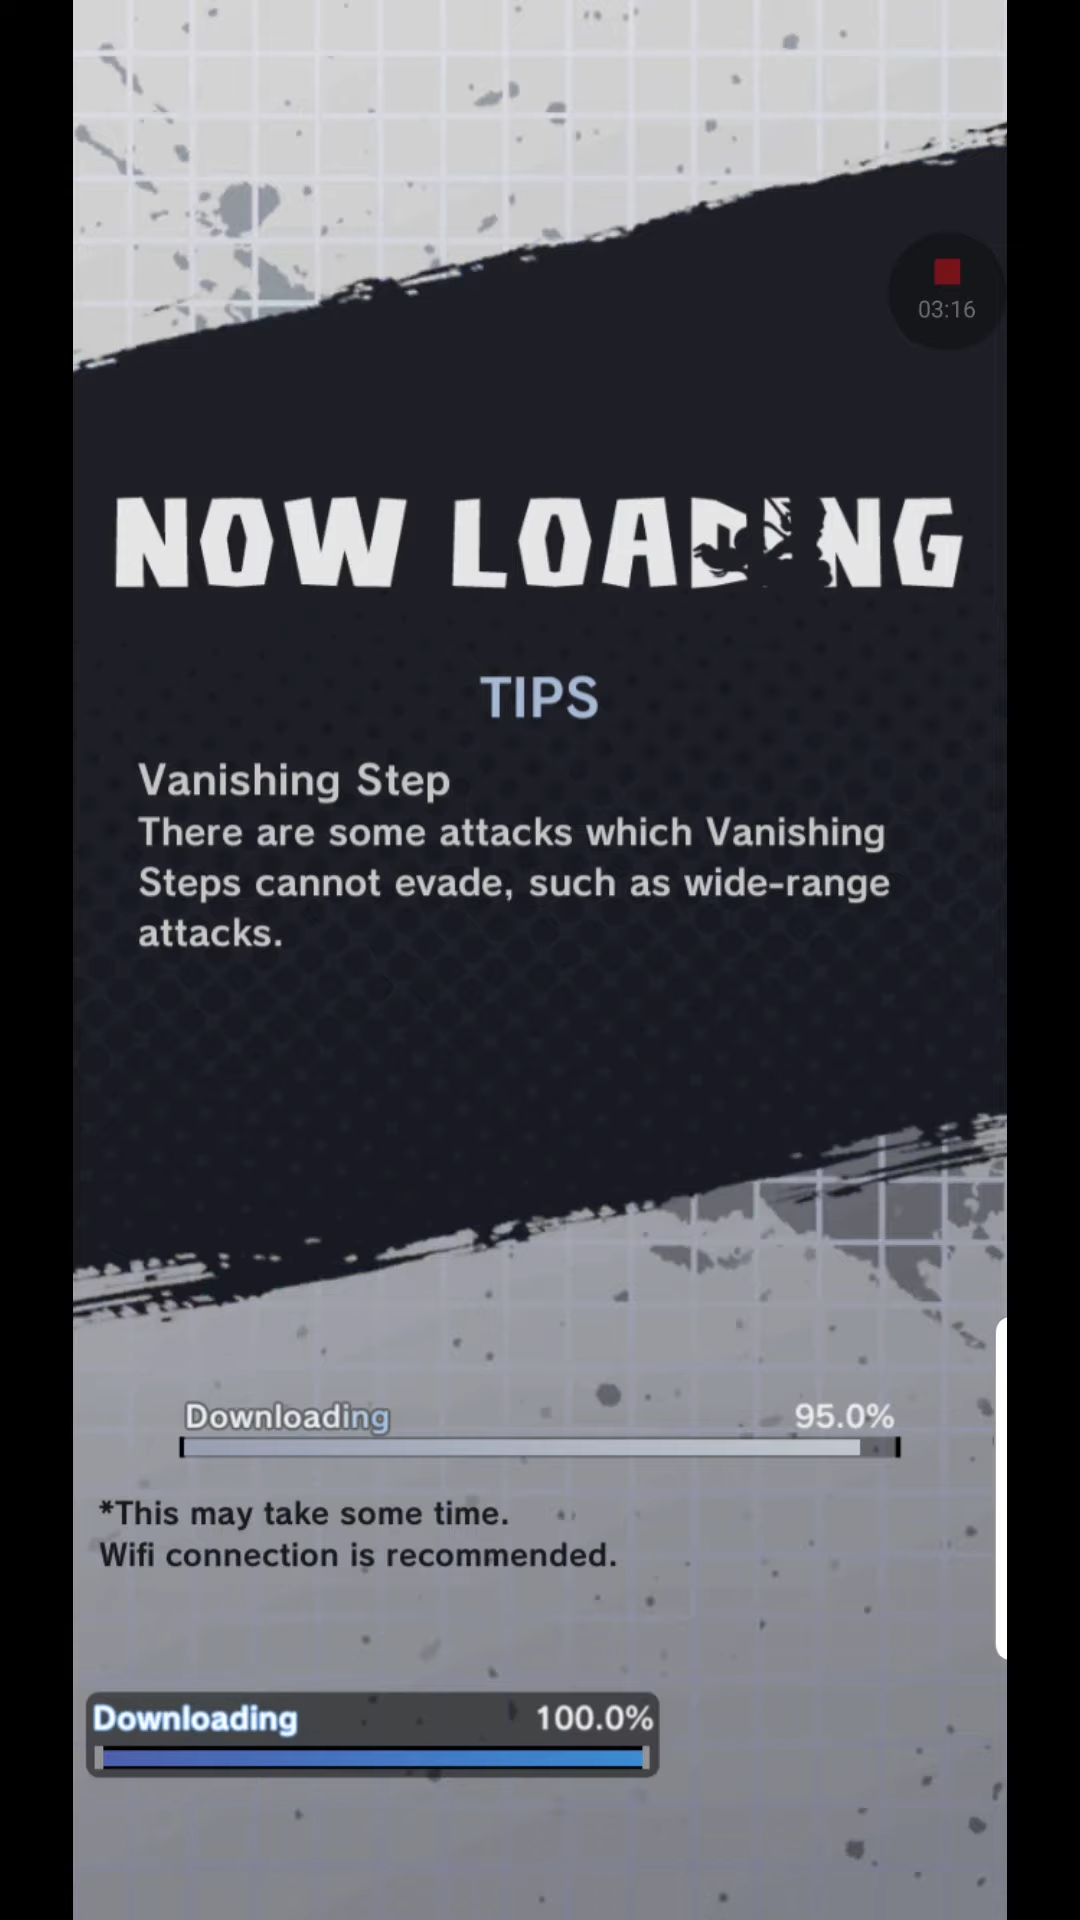 03:16
NOW LOADING
TIPS
Vanishing Step
There are some attacks which Vanishing
Steps cannot evade, such as wide-range
attacks.
Downloading 95.0%
*This may take some time.
Wifi connection is recommended.
Downloading 100.0%